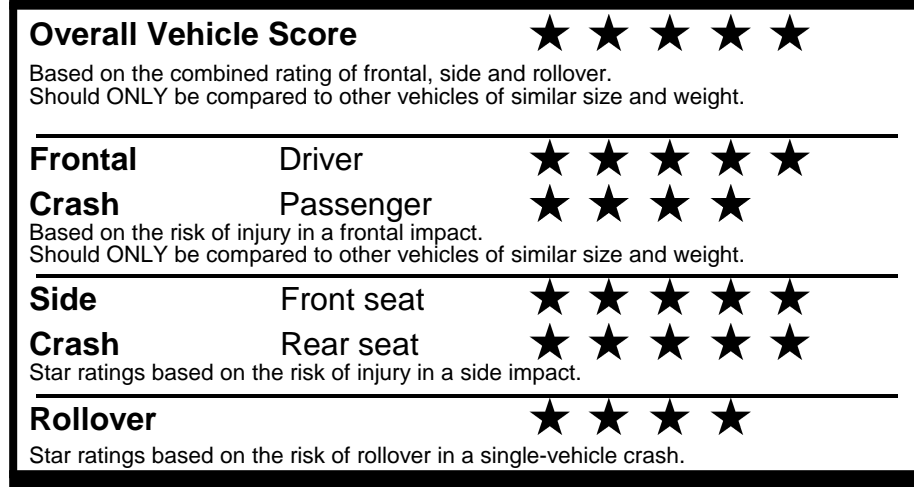 Overall Vehicle Score ★ ★ ★ ★ ★
Based on the combined rating of frontal, side and rollover.
Should ONLY be compared to other vehicles of similar size and weight.
Frontal Driver ★ ★ ★ ★ ★
Crash Passenger ★ ★ ★ ★
Based on the risk of injury in a frontal impact.
Should ONLY be compared to other vehicles of similar size and weight.
Side Front seat ★ ★ ★ ★ ★
Crash Rear seat ★ ★ ★ ★ ★
Star ratings based on the risk of injury in a side impact.
Rollover ★ ★ ★ ★
Star ratings based on the risk of rollover in a single-vehicle crash.